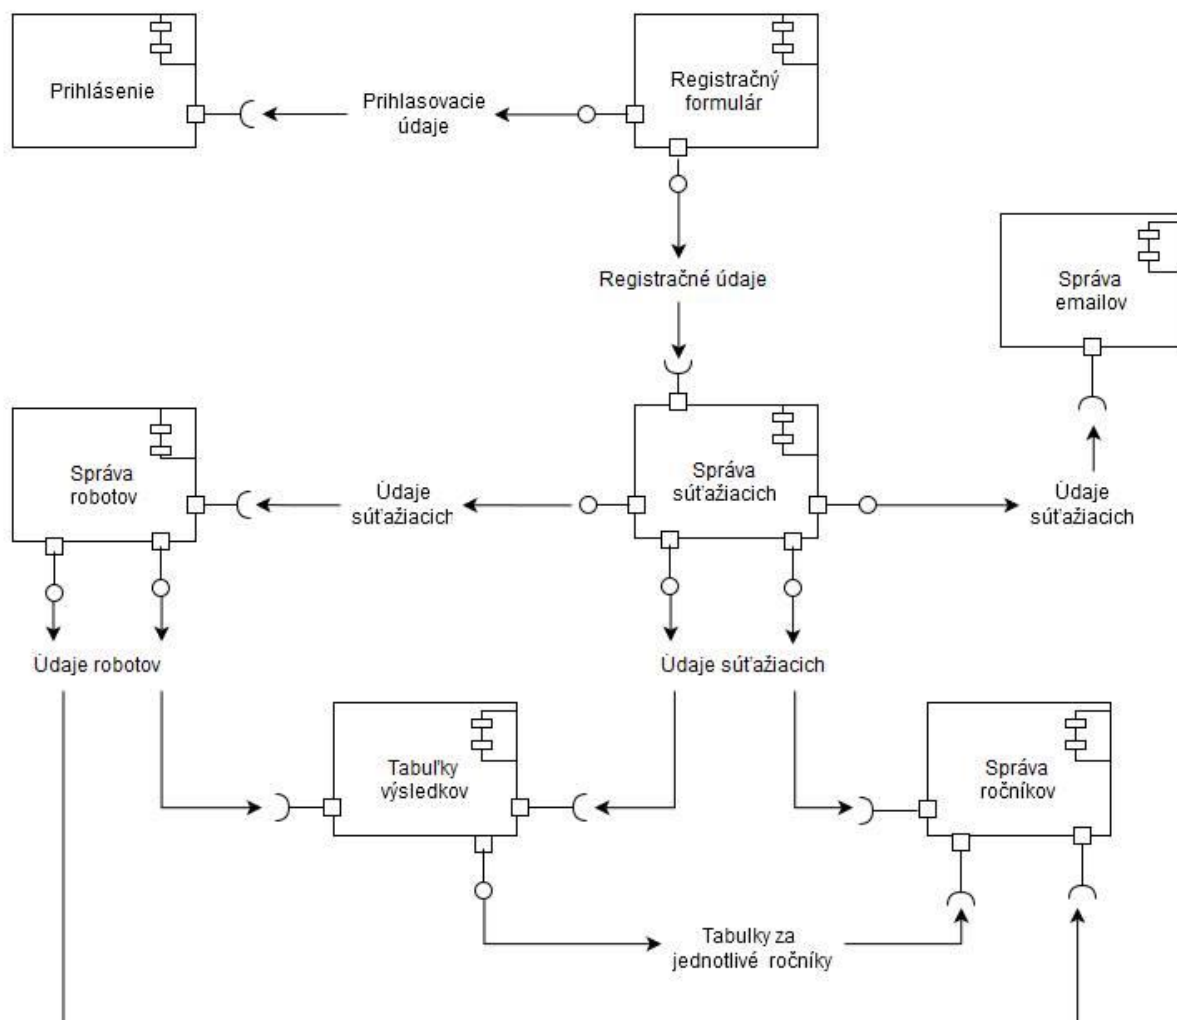 Prihlásenie
Prihlasovacie
údaje
Registračný
formulár
Registračné údaje
Správa
emailov
Správa
robotov
Údaje
súťažiacich
Správa
súťažiacich
Údaje
súťažiacich
Údaje robotov
Údaje súťažiacich
Tabuľky
výsledkov
Správa
ročníkov
Tabulky za
jednotlivé ročníky